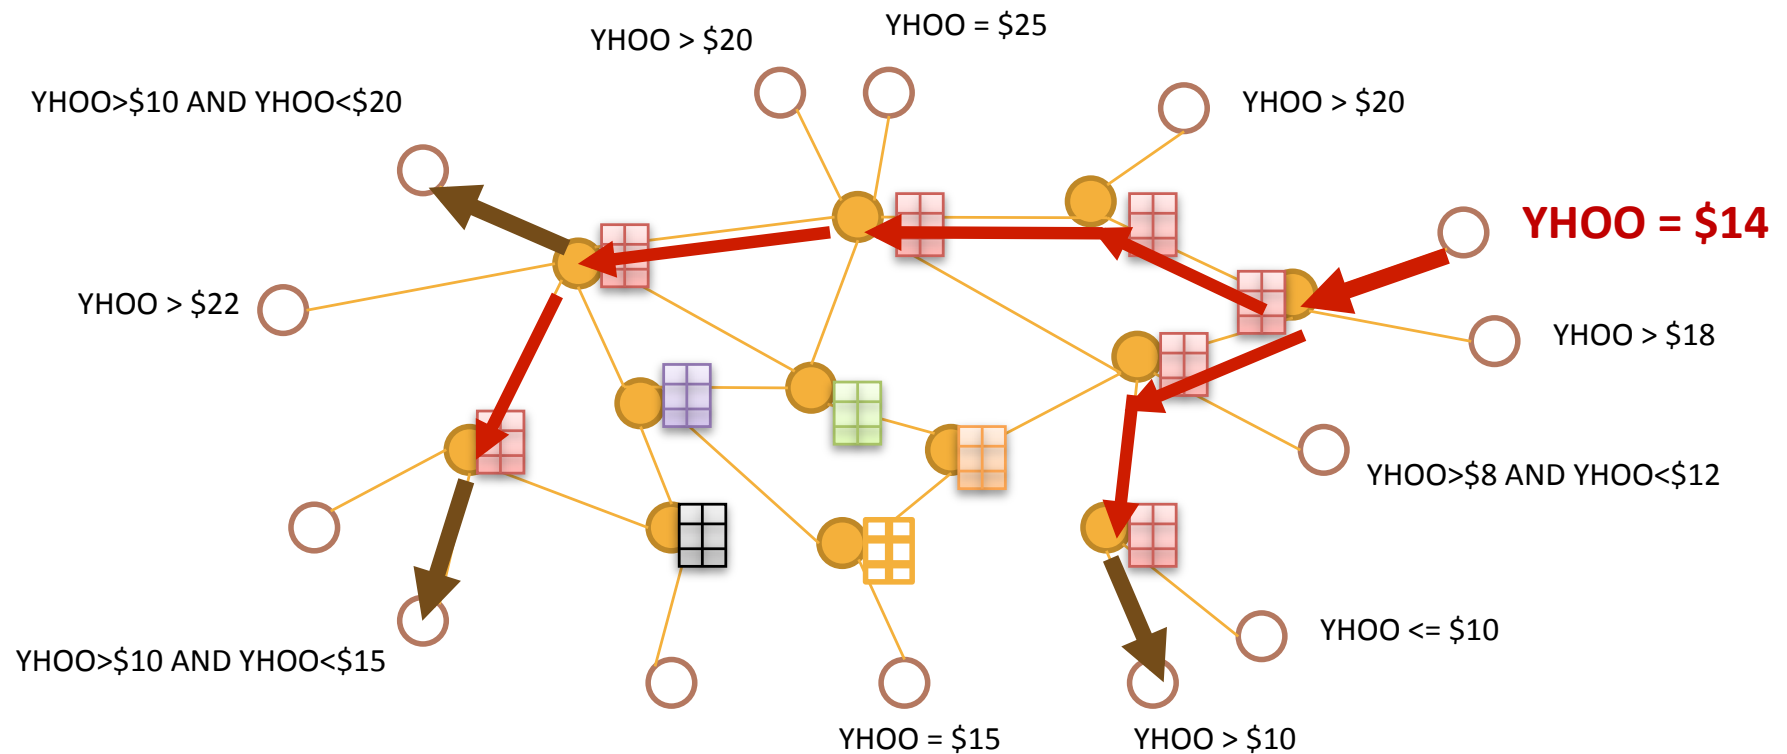 YHOO = $25
YHOO > $20
YHOO>$10 AND YHOO<$20
YHOO > $20
YHOO = $14
YHOO > $22
YHOO > $18
YHOO>$8 AND YHOO<$12
YHOO <= $10
YHOO>$10 AND YHOO<$15
YHOO = $15
YHOO > $10